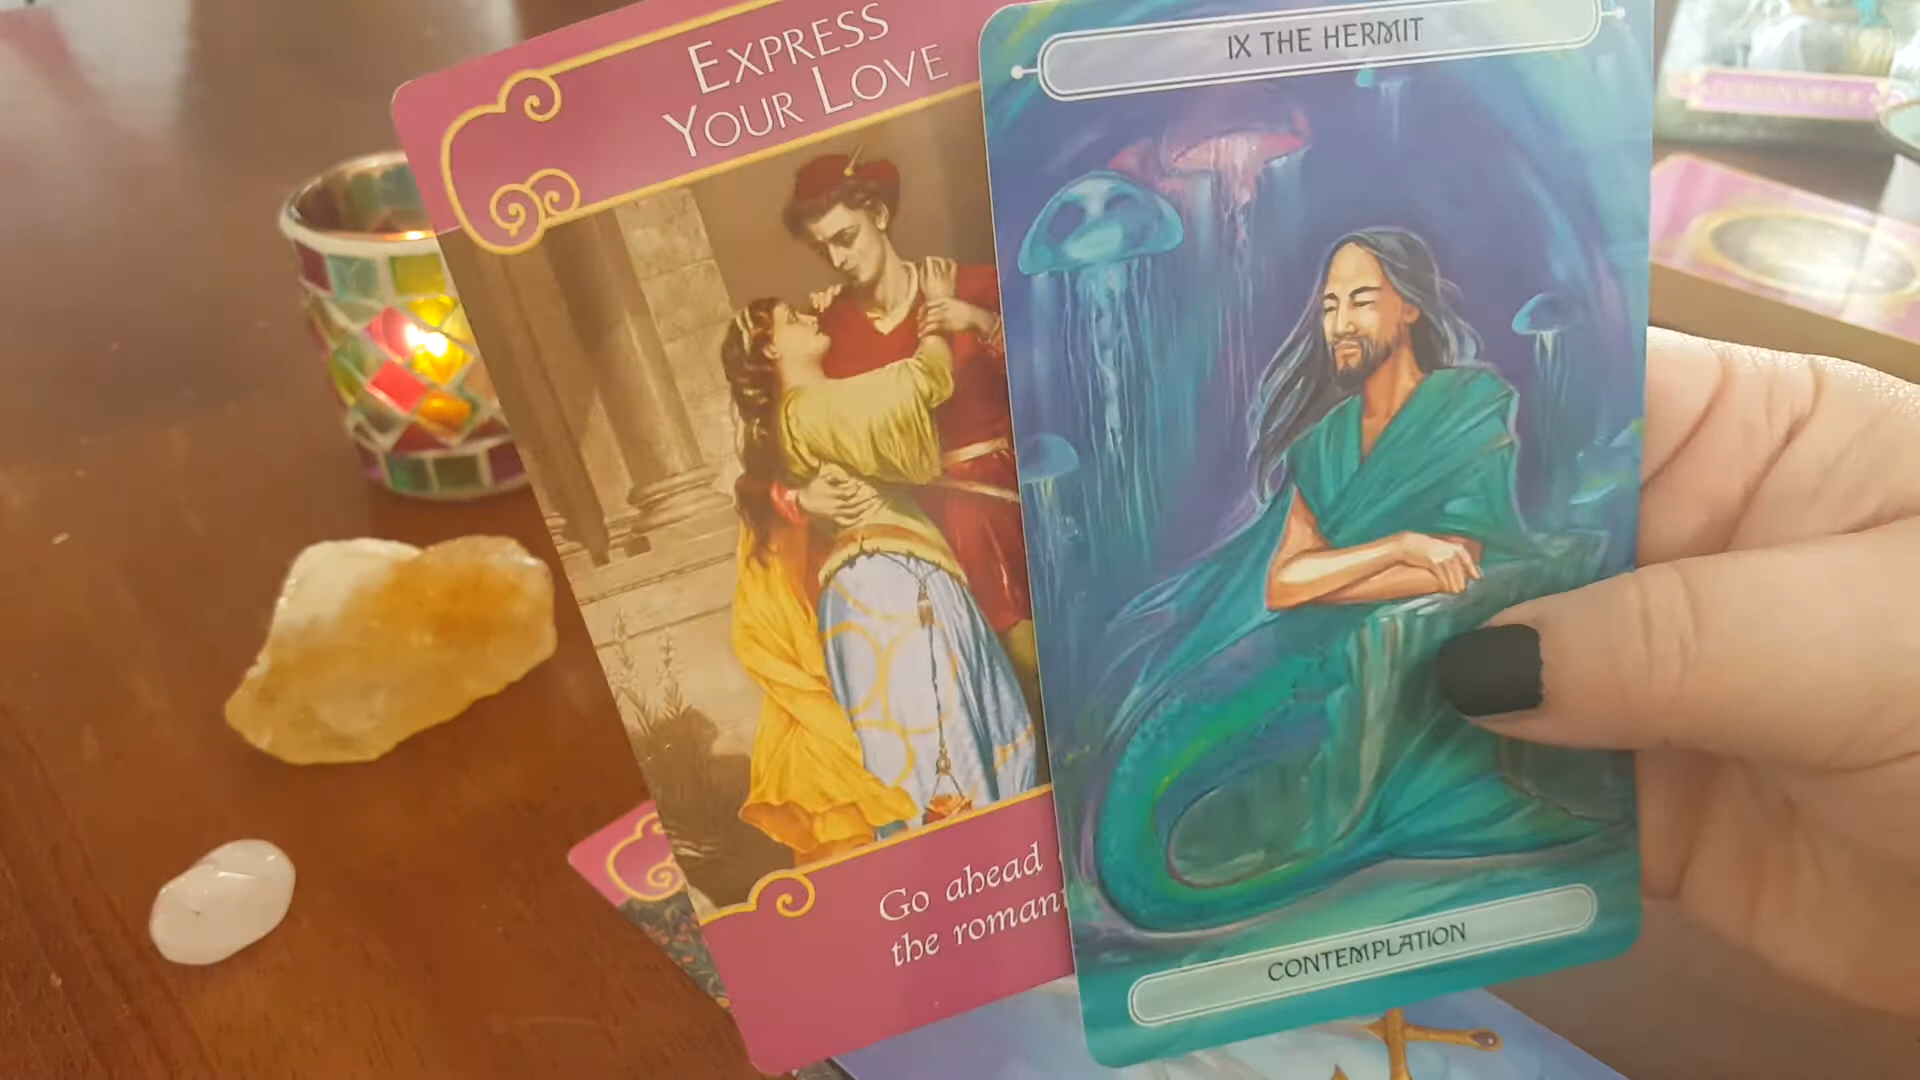 EXPRESS
YOUR LOVE
Go ahead
the romant
IX THE HERMIT
CONTEMPLATION